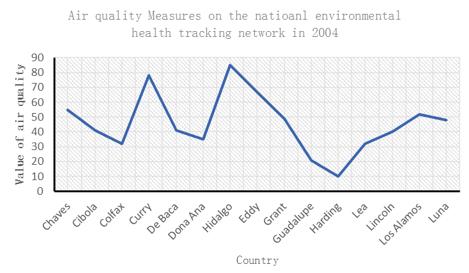 Air quality Measures on the natioanl environmental
health tracking network in 2004
Value of air quality
90
80
70
60
50
40
30
20
10
0
Chaves
Cibola
Colfax
Curry
De Baca
Dona Ana
Hidalgo
Eddy
Grant
Guadalupe
Harding
Lea
Lincoln
Los Alamos
Luna
Country